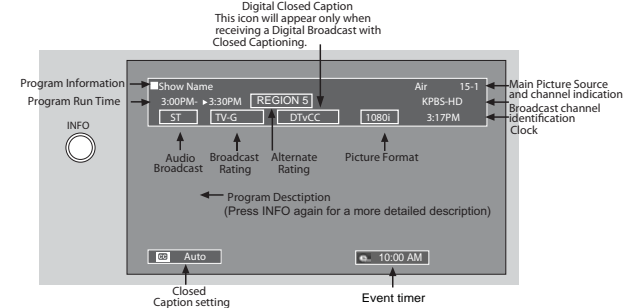 Digital Closed Caption
This icon will appear only when
receiving a Digital Broadcast with
Closed Captioning.
Program Information
Show Name
Air 15-1
Main Picture Source
and channel indication
Program Run Time
3:00PM- ▸3:30PM
REGION 5
KPBS-HD
Broadcast channel
identification
ST
TV-G
DTvCC
1080i
3:17PM
Clock
INFO
Audio
Broadcast
Broadcast
Rating
Alternate
Rating
Picture Format
Program Desctiption
(Press INFO again for a more detailed description)
CC Auto
10:00 AM
Closed
Caption setting
Event timer